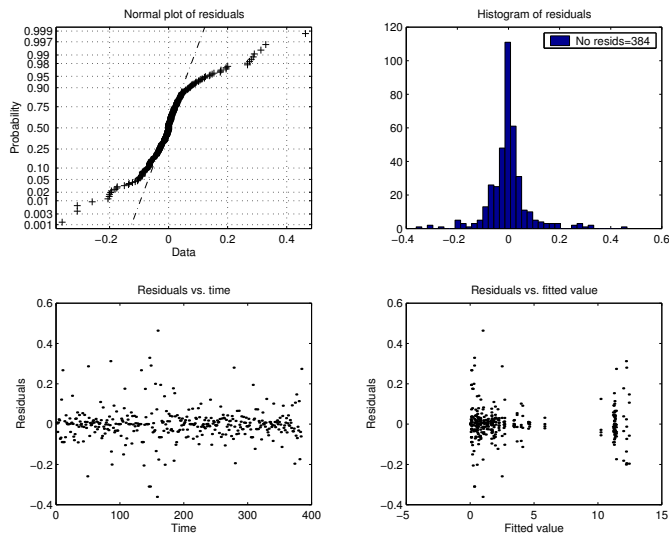 Normal plot of residuals
0.999
0.997
0.99
0.98
0.95
0.90
0.75
0.50
0.25
0.10
0.05
0.02
0.01
0.003
0.001
Probability
−0.2 0 0.2 0.4
Data
Histogram of residuals
No resids=384
120
100
80
60
40
20
0
−0.4 −0.2 0 0.2 0.4 0.6
Residuals vs. time
0.6
0.4
0.2
0
−0.2
−0.4
Residuals
0 100 200 300 400
Time
Residuals vs. fitted value
0.6
0.4
0.2
0
−0.2
−0.4
Residuals
−5 0 5 10 15
Fitted value